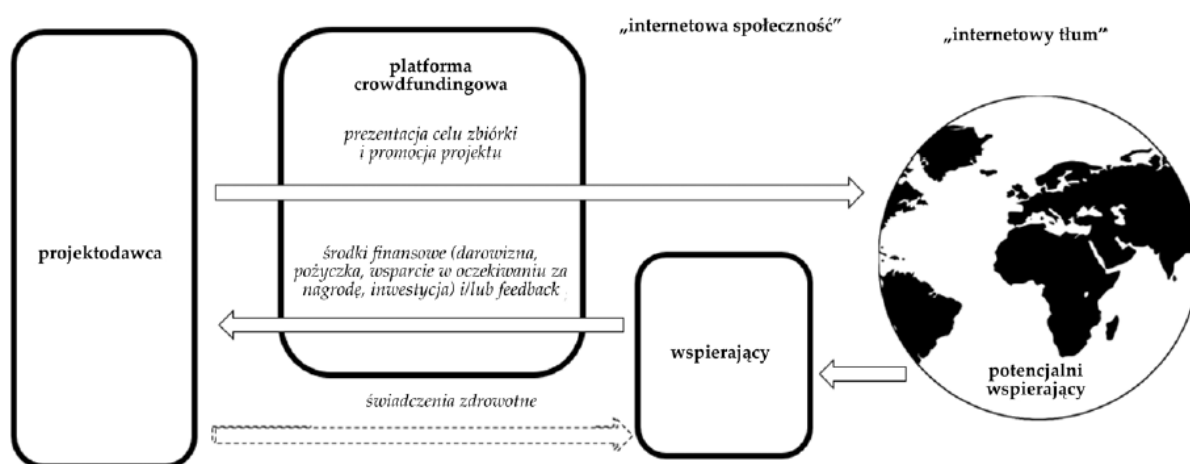 „internetowa społeczność”
„internetowy tłum”
platforma
crowdfundingowa
prezentacja celu zbiórki
i promocja projektu
projektodawca
środki finansowe (darowizna,
pożyczka, wsparcie w oczekiwaniu za
nagrodę, inwestycja) i/lub feedback
wspierający
potencjalni
wspierający
świadczenia zdrowotne